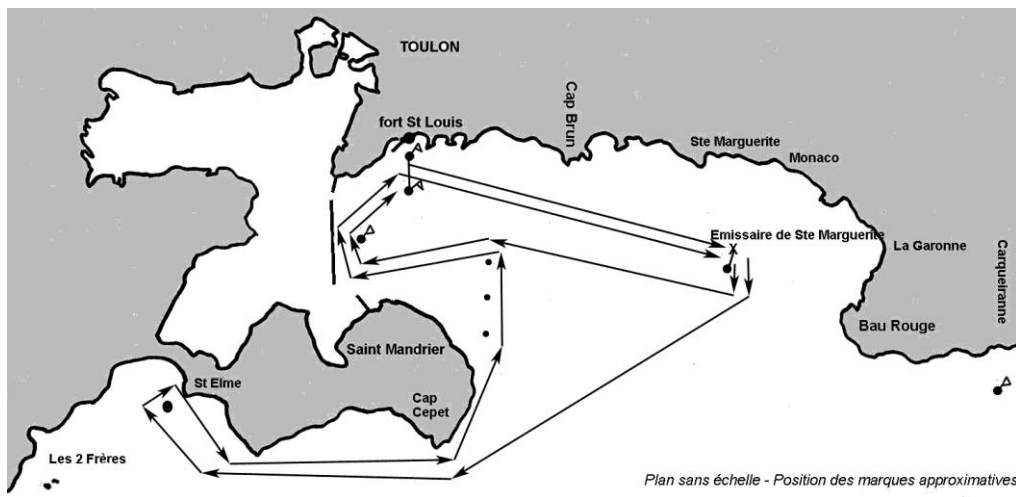 TOULON
fort St Louis
Cap Brun
Ste Marguerite
Monaco
Emissaire de Ste Marguerite
La Garonne
Carqueiranne
Bau Rouge
Saint Mandrier
St Elme
Cap
Cepet
Les 2 Frères
Plan sans échelle - Position des marques approximatives